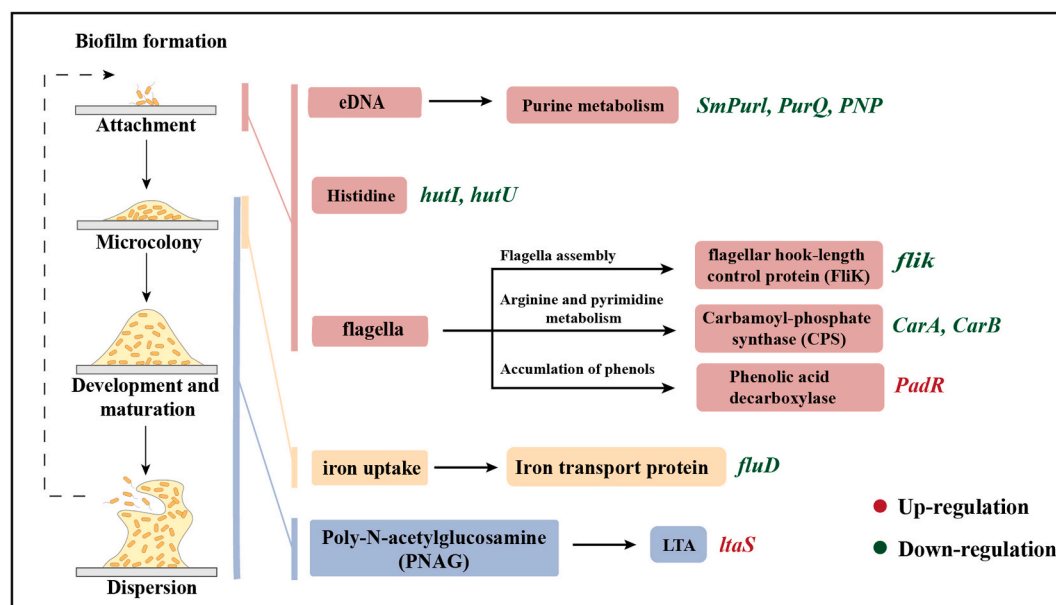 Biofilm formation
Attachment
Microcolony
Development and
maturation
Dispersion
eDNA
Purine metabolism
SmPurl, PurQ, PNP
Histidine
hutI, hutU
flagella
Flagella assembly
flagellar hook-length
control protein (FliK)
flik
Arginine and pyrimidine
metabolism
Carbamoyl-phosphate
synthase (CPS)
CarA, CarB
Accumlation of phenols
Phenolic acid
decarboxylase
PadR
iron uptake
Iron transport protein
fluD
Poly-N-acetylglucosamine
(PNAG)
LTA
ltaS
Up-regulation
Down-regulation